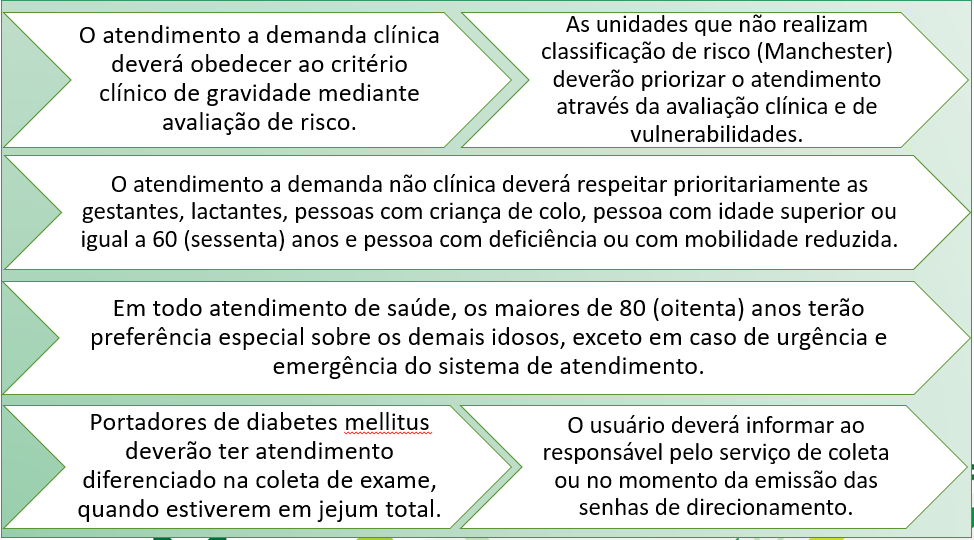 O atendimento a demanda clínica
deverá obedecer ao critério
clínico de gravidade mediante
avaliação de risco.
As unidades que não realizam
classificação de risco (Manchester)
deverão priorizar o atendimento
através da avaliação clínica e de
vulnerabilidades.
O atendimento a demanda não clínica deverá respeitar prioritariamente as
gestantes, lactantes, pessoas com criança de colo, pessoa com idade superior ou
igual a 60 (sessenta) anos e pessoa com deficiência ou com mobilidade reduzida.
Em todo atendimento de saúde, os maiores de 80 (oitenta) anos terão
preferência especial sobre os demais idosos, exceto em caso de urgência e
emergência do sistema de atendimento.
Portadores de diabetes mellitus
deverão ter atendimento
diferenciado na coleta de exame,
quando estiverem em jejum total.
O usuário deverá informar ao
responsável pelo serviço de coleta
ou no momento da emissão das
senhas de direcionamento.